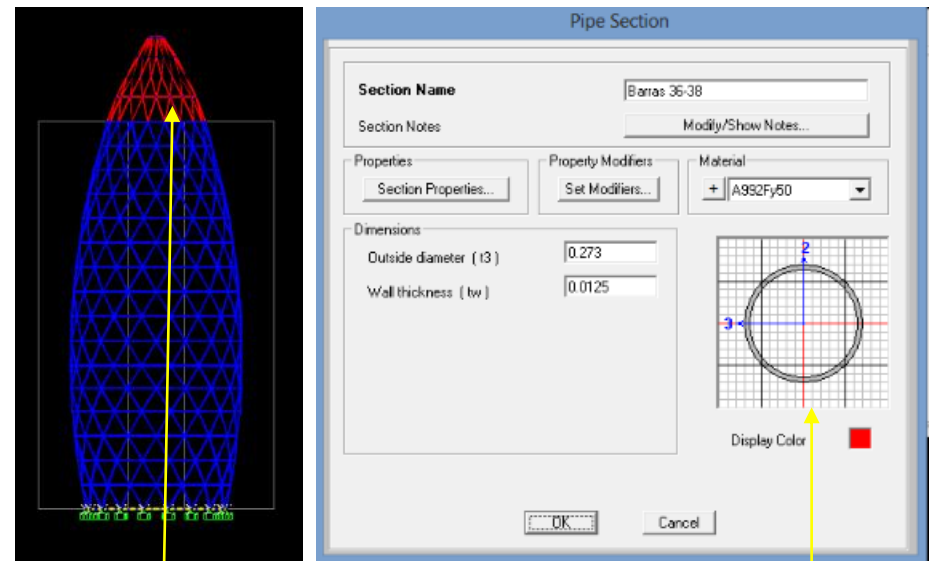 Pipe Section
Section Name
Barras 36-38
Section Notes
Modify/Show Notes...
Properties
Section Properties...
Property Modifiers
Set Modifiers...
Material
+
A992Fy50
Dimensions
Outside diameter ( t3 )
0.273
Wall thickness ( tw )
0.0125
2
3
Display Color
OK
Cancel